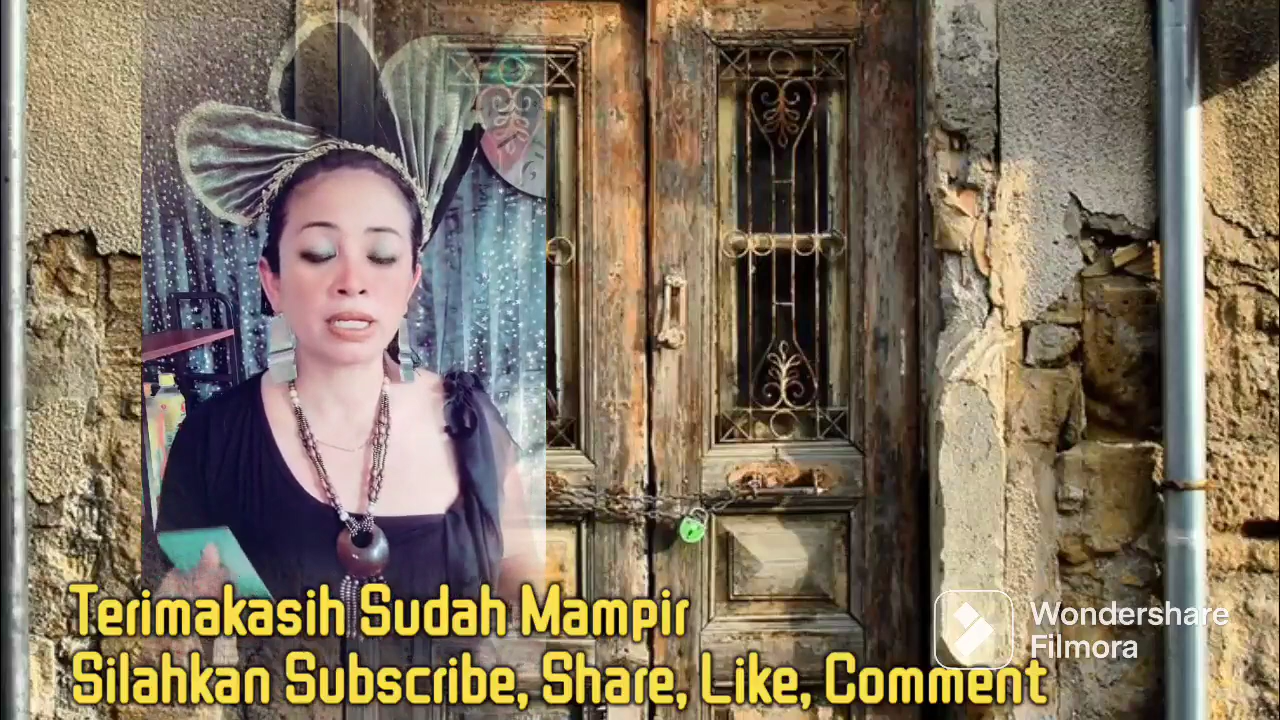 Terimakasih Sudah Mampir
Silahkan Subscribe, Share, Like, Comment
Wondershare
Filmora